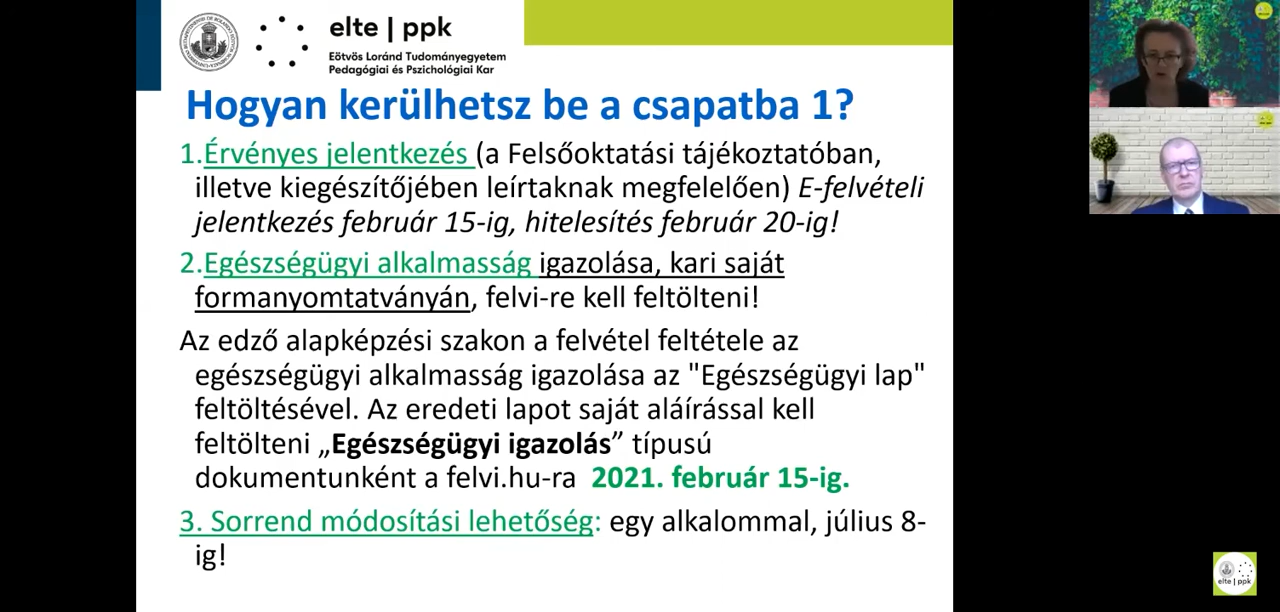 elte | ppk
Eötvös Loránd Tudományegyetem
Pedagógiai és Pszichológiai Kar
Hogyan kerülhetsz be a csapatba 1?
1.Érvényes jelentkezés (a Felsőoktatási tájékoztatóban,
illetve kiegészítőjében leírtaknak megfelelően) E-felvételi
jelentkezés február 15-ig, hitelesítés február 20-ig!
2.Egészségügyi alkalmasság igazolása, kari saját
formanyomtatványán, felvi-re kell feltölteni!
Az edző alapképzési szakon a felvétel feltétele az
egészségügyi alkalmasság igazolása az "Egészségügyi lap"
feltöltésével. Az eredeti lapot saját aláírással kell
feltölteni „Egészségügyi igazolás” típusú
dokumentunként a felvi.hu-ra 2021. február 15-ig.
3. Sorrend módosítási lehetőség: egy alkalommal, július 8-
ig!
elte | ppk